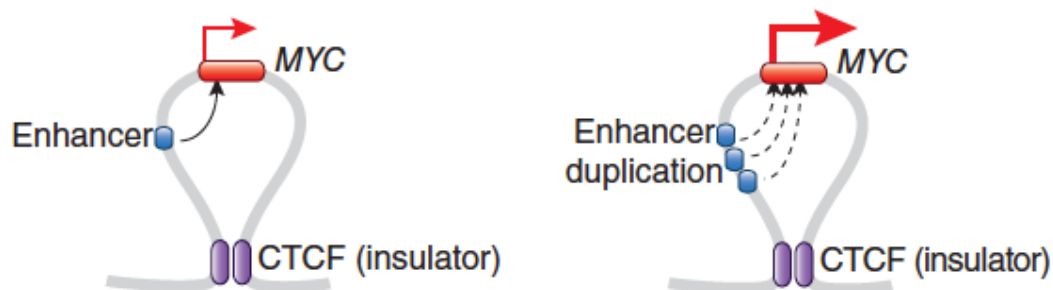 MYC
Enhancer
CTCF (insulator)
MYC
Enhancer
duplication
CTCF (insulator)